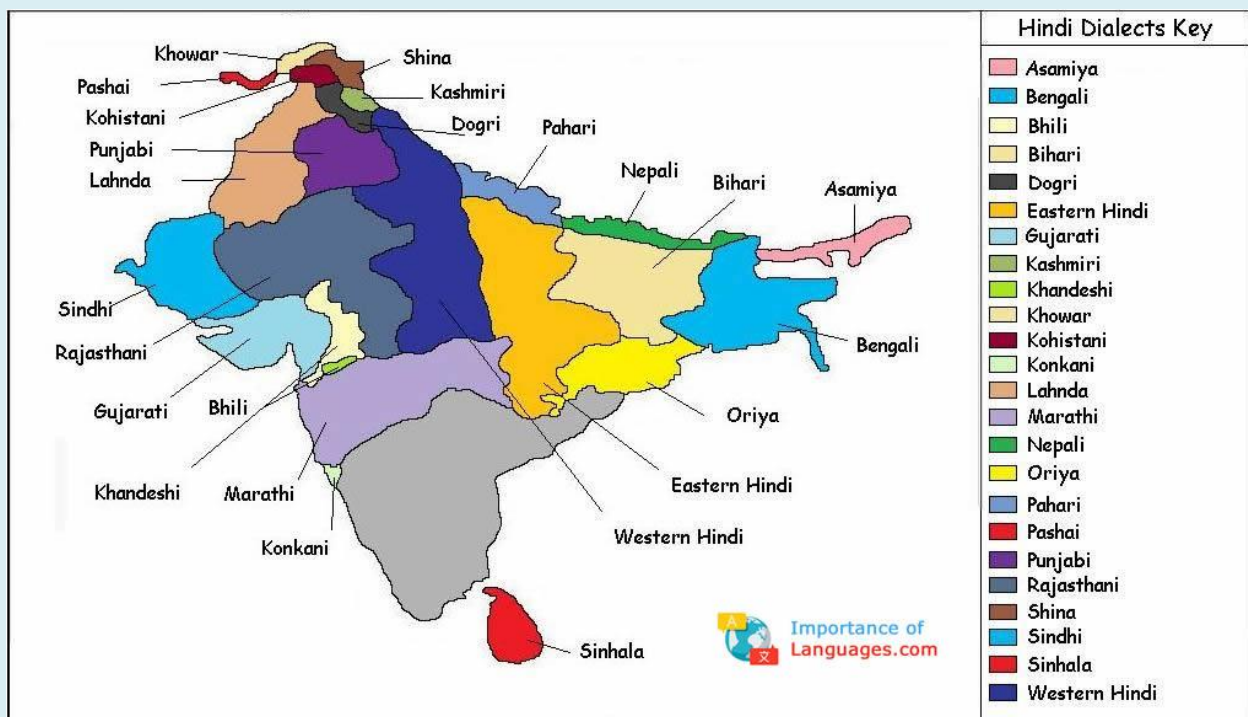 Khowar
Shina
Pashai
Kashmiri
Kohistani
Dogri
Pahari
Punjabi
Nepali
Bihari
Lahnda
Asamiya
Sindhi
Rajasthani
Bengali
Gujarati
Bhili
Oriya
Khandeshi
Marathi
Eastern Hindi
Western Hindi
Konkani
Sinhala
A
文
Importance of
Languages.com
Hindi Dialects Key
Asamiya
Bengali
Bhili
Bihari
Dogri
Eastern Hindi
Gujarati
Kashmiri
Khandeshi
Khowar
Kohistani
Konkani
Lahnda
Marathi
Nepali
Oriya
Pahari
Pashai
Punjabi
Rajasthani
Shina
Sindhi
Sinhala
Western Hindi